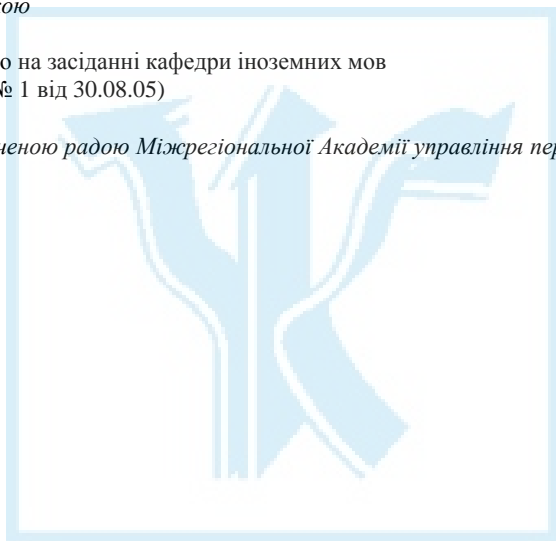 ою
о на засіданні кафедри іноземних мов
№ 1 від 30.08.05)
ченою радою Міжрегіональної Академії управління пер